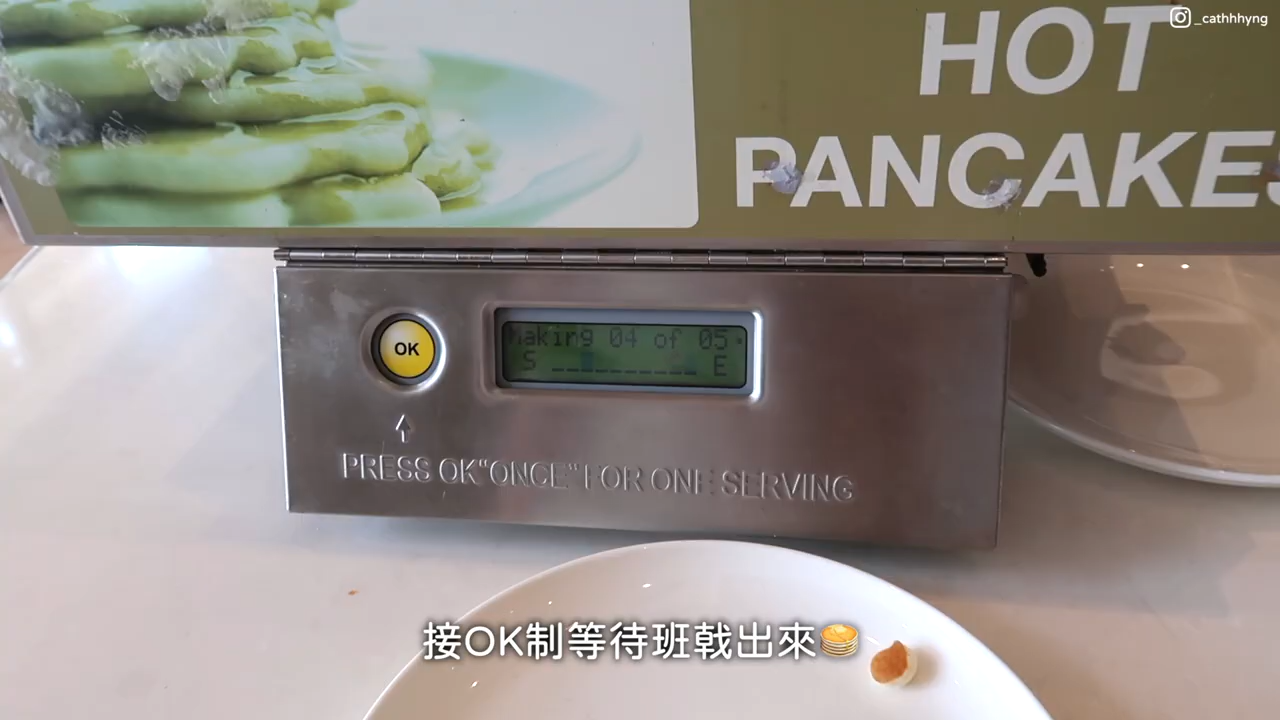 _cathhhyng
HOT
PANCAKES
OK
Making 04 of 05
S E
PRESS OK "ONCE" FOR ONE SERVING
接OK制等待班戟出來